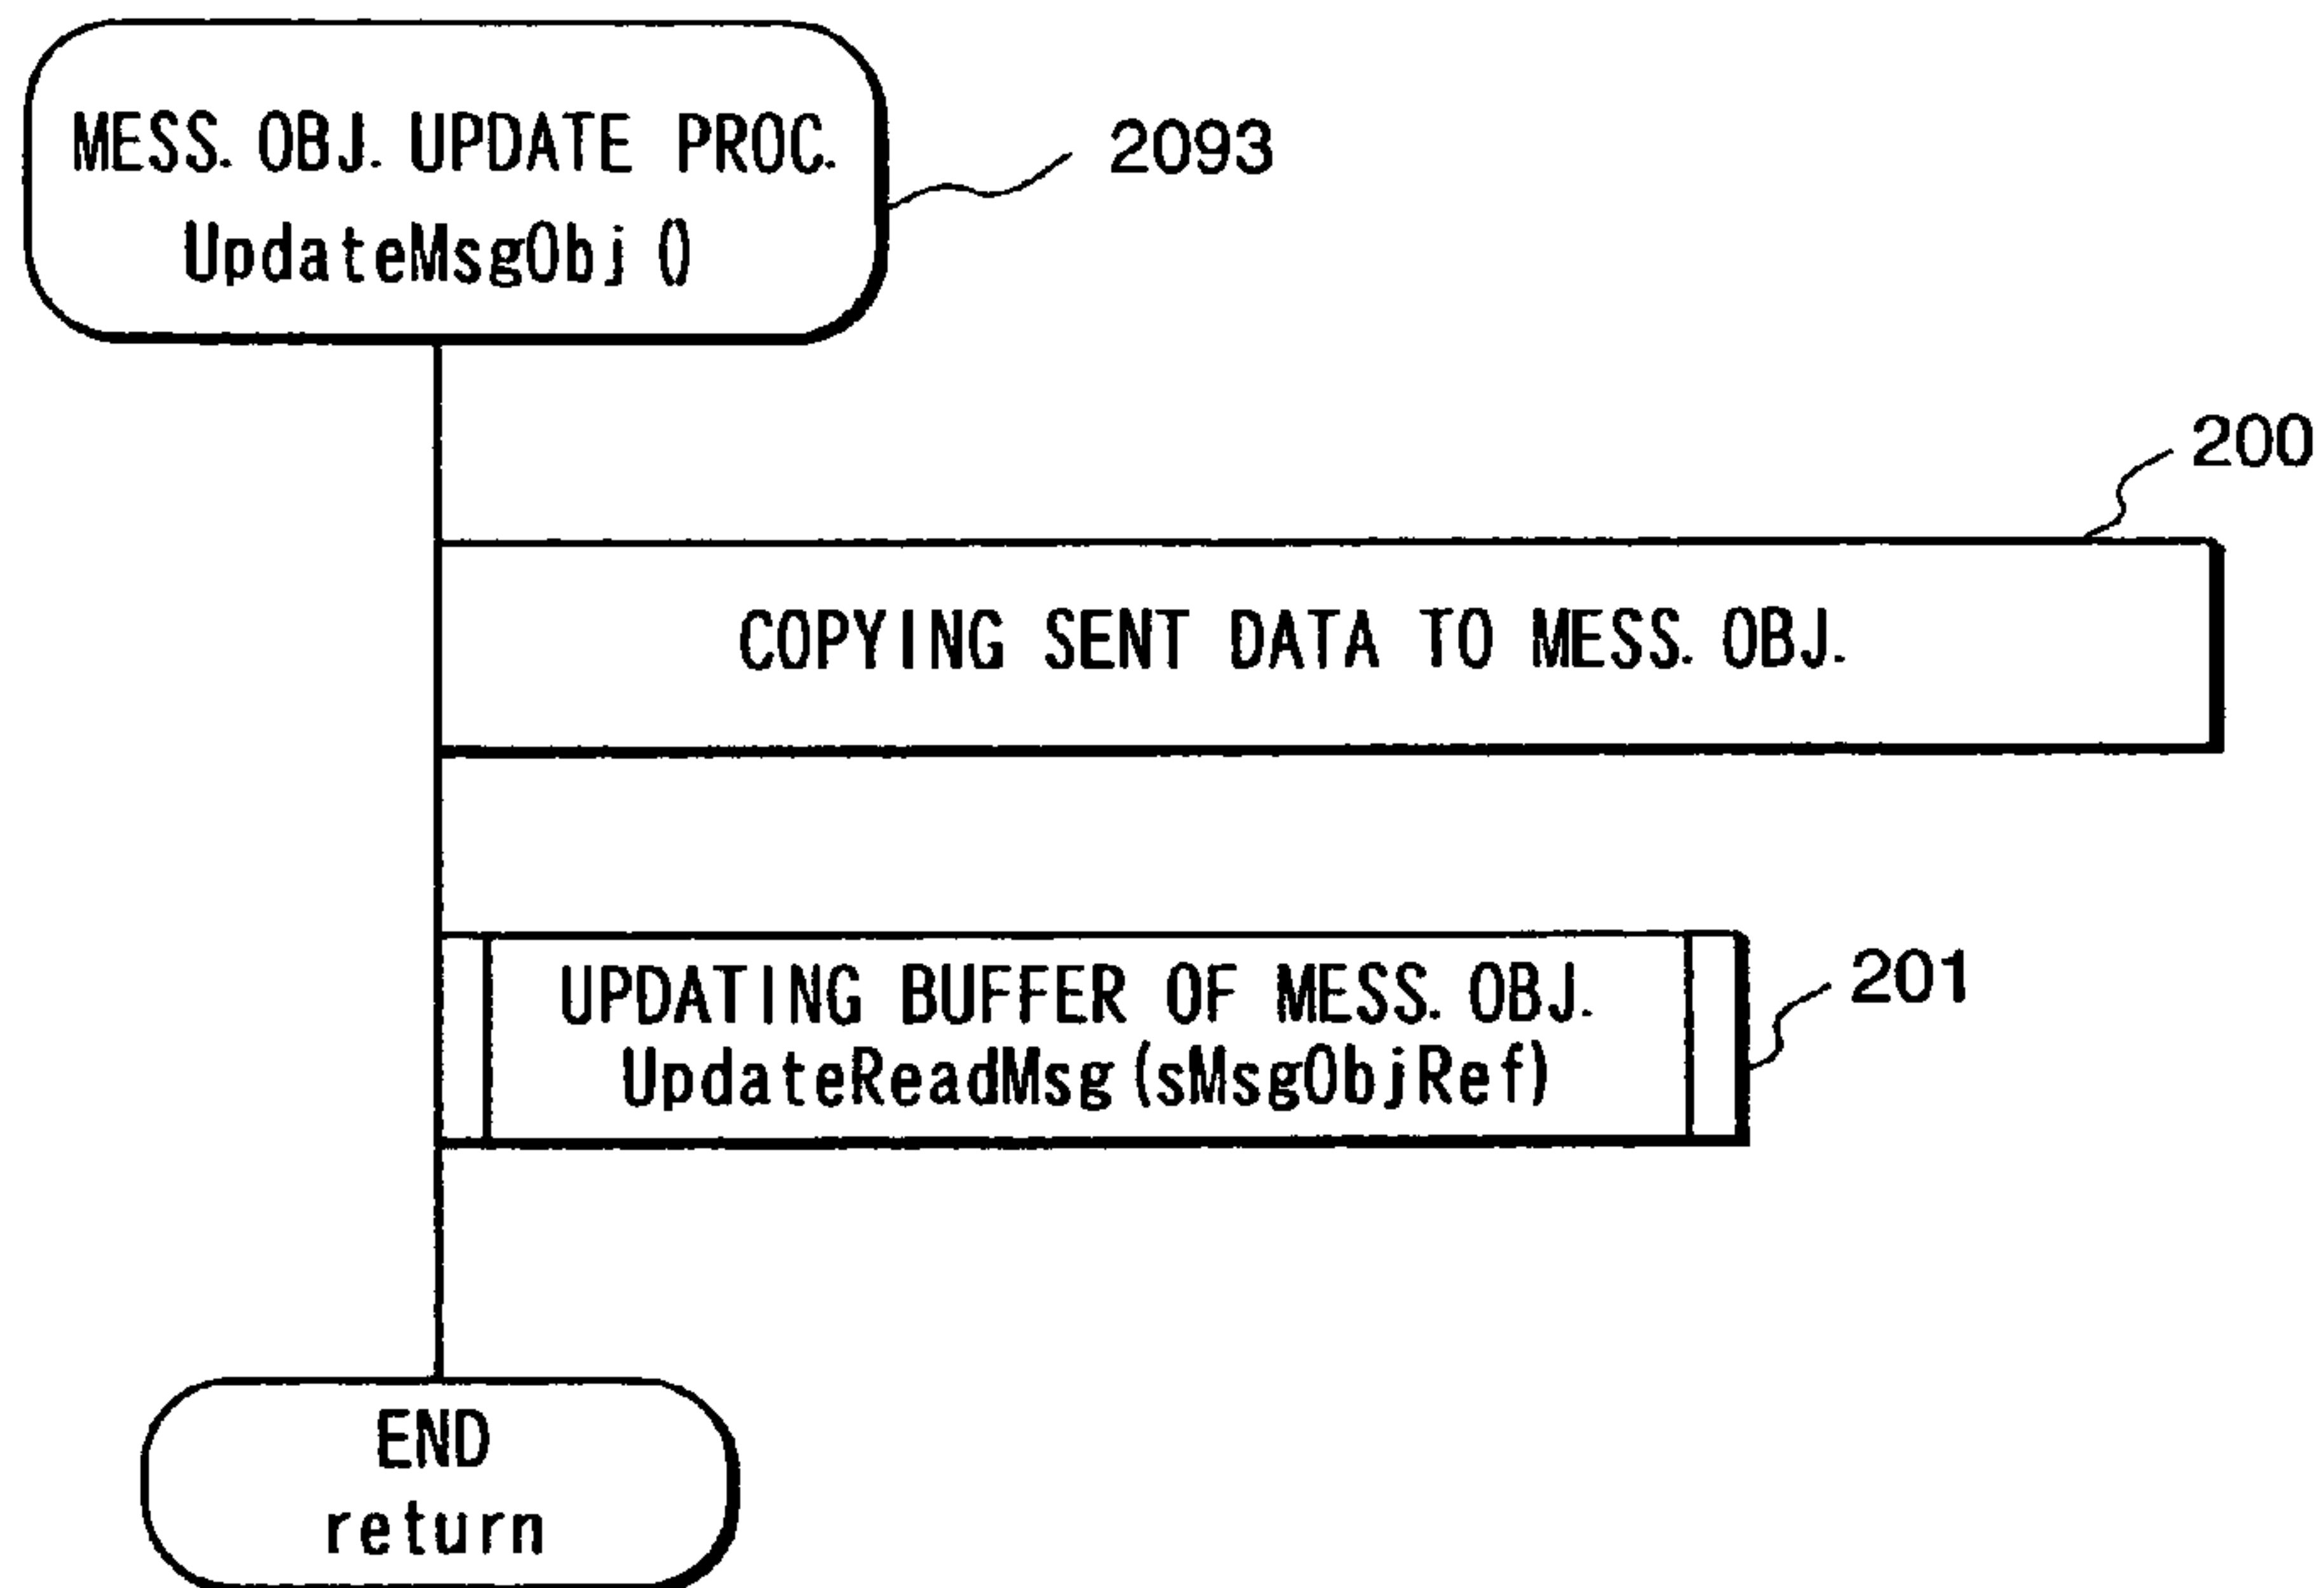 MESS. OBJ. UPDATE PROC.
UpdateMsgObj ()
2093
200
COPYING SENT DATA TO MESS. OBJ.
UPDATING BUFFER OF MESS. OBJ.
UpdateReadMsg (sMsgObjRef)
201
END
return